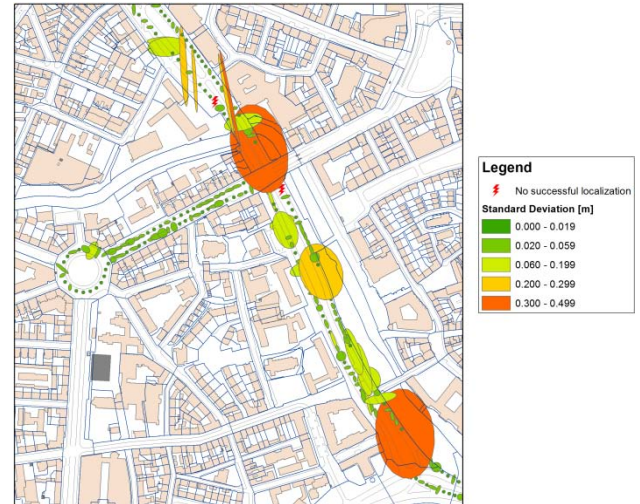 Legend
No successful localization
Standard Deviation [m]
0.000 - 0.019
0.020 - 0.059
0.060 - 0.199
0.200 - 0.299
0.300 - 0.499